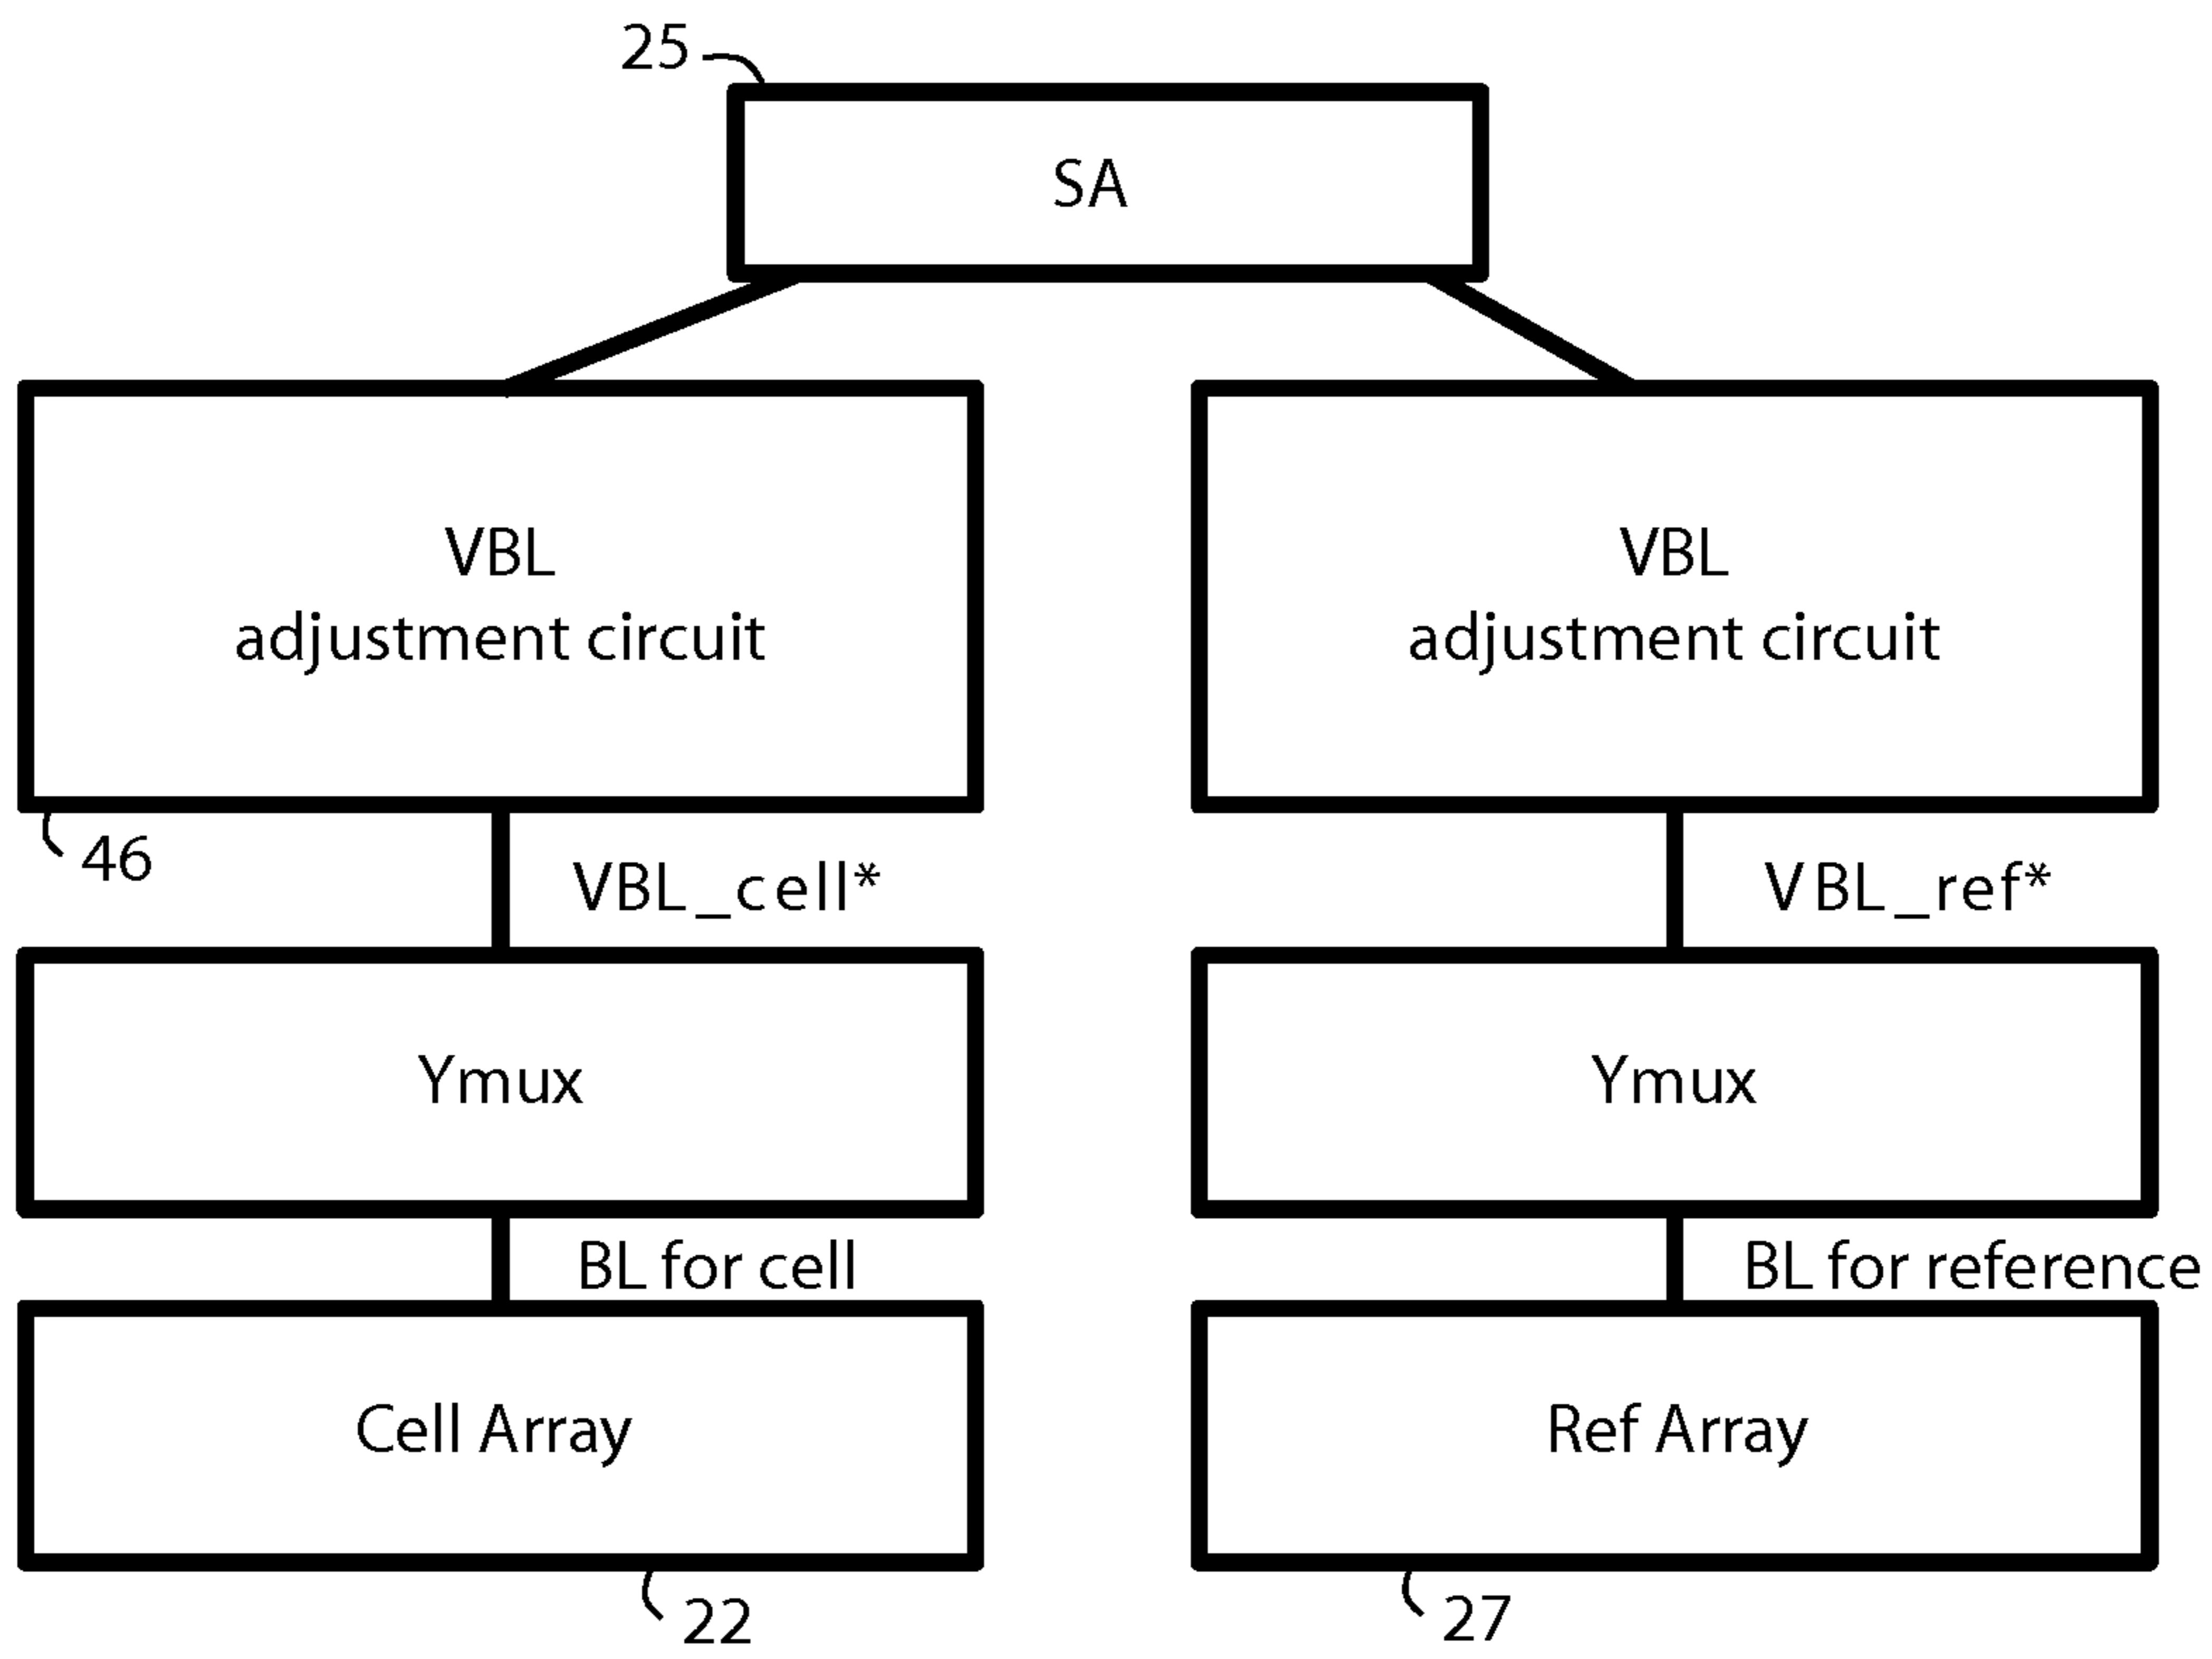 25
SA
VBL
adjustment circuit
VBL
adjustment circuit
46
VBL_cell*
VBL_ref*
Ymux
Ymux
BL for cell
BL for reference
Cell Array
Ref Array
22
27